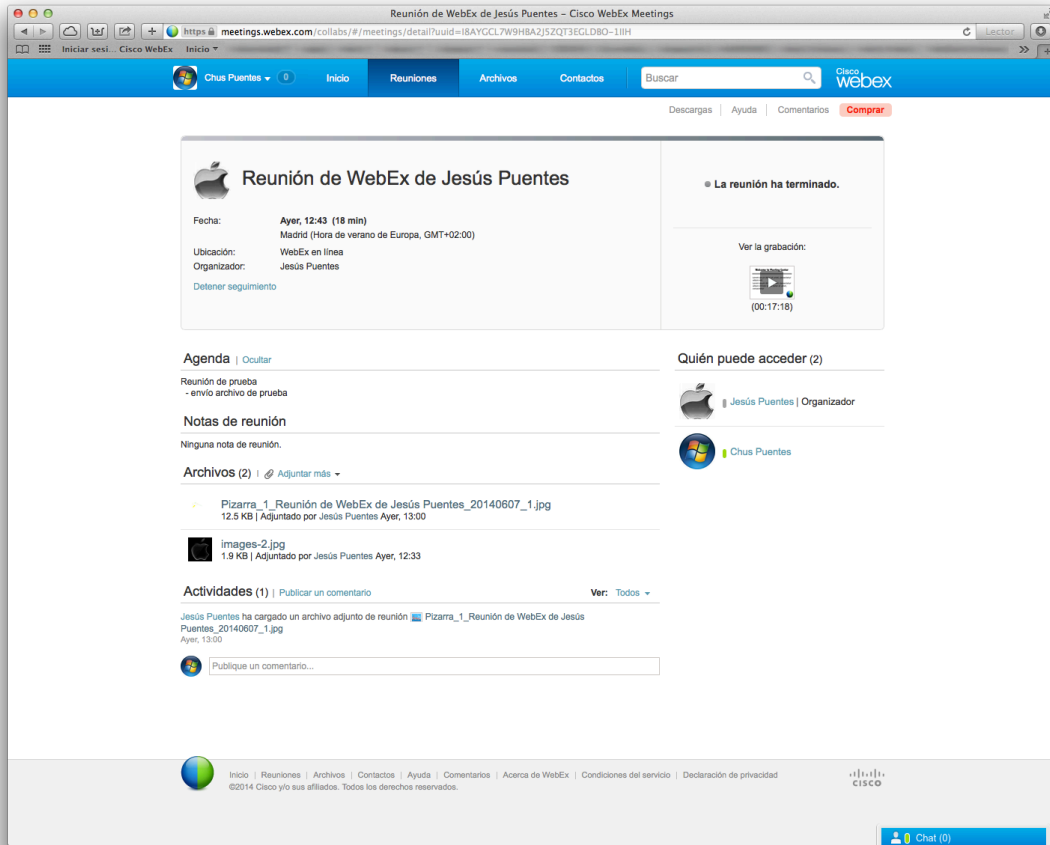 Reunión de WebEx de Jesús Puentes – Cisco WebEx Meetings
https meetings.webex.com/collabs/#/meetings/detail?uuid=I8AYGCL7W9HBA2J5ZQT3EGLDBO-1IIH
Lector
Iniciar sesi... Cisco WebEx Inicio
Chus Puentes 0 Inicio Reuniones Archivos Contactos Buscar Cisco webex
Descargas | Ayuda | Comentarios Comprar
Reunión de WebEx de Jesús Puentes
La reunión ha terminado.
Fecha: Ayer, 12:43 (18 min)
Madrid (Hora de verano de Europa, GMT+02:00)
Ubicación: WebEx en línea
Organizador: Jesús Puentes
Detener seguimiento
Ver la grabación:
(00:17:18)
Agenda | Ocultar
Reunión de prueba
- envío archivo de prueba
Notas de reunión
Ninguna nota de reunión.
Archivos (2) | Adjuntar más
Pizarra_1_Reunión de WebEx de Jesús Puentes_20140607_1.jpg
12.5 KB | Adjuntado por Jesús Puentes Ayer, 13:00
images-2.jpg
1.9 KB | Adjuntado por Jesús Puentes Ayer, 12:33
Actividades (1) | Publicar un comentario Ver: Todos
Jesús Puentes ha cargado un archivo adjunto de reunión Pizarra_1_Reunión de WebEx de Jesús
Puentes_20140607_1.jpg
Ayer, 13:00
Publique un comentario...
Quién puede acceder (2)
Jesús Puentes | Organizador
Chus Puentes
Inicio | Reuniones | Archivos | Contactos | Ayuda | Comentarios | Acerca de WebEx | Condiciones del servicio | Declaración de privacidad
©2014 Cisco y/o sus afiliados. Todos los derechos reservados.
CISCO
Chat (0)